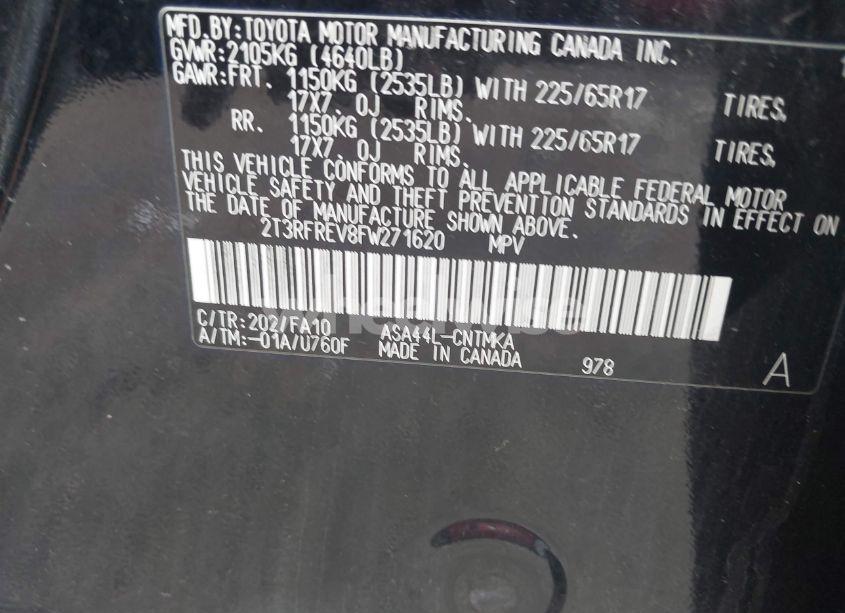 MFD.BY:TOYOTA MOTOR MANUFACTURING CANADA INC.
GVWR:2105KG (4640LB)
GAWR:FRT. 1150KG (2535LB) WITH 225/65R17 TIRES,
17X7.0J RIMS.
RR. 1150KG (2535LB) WITH 225/65R17 TIRES,
17X7.0J RIMS.
THIS VEHICLE CONFORMS TO ALL APPLICABLE FEDERAL MOTOR
VEHICLE SAFETY AND THEFT PREVENTION STANDARDS IN EFFECT ON
THE DATE OF MANUFACTURE SHOWN ABOVE.
2T3RFREV8FW271620 MPV
C/TR:202/FA10 ASA44L-CNTMKA
A/TM:-01A/U760F MADE IN CANADA 978 A